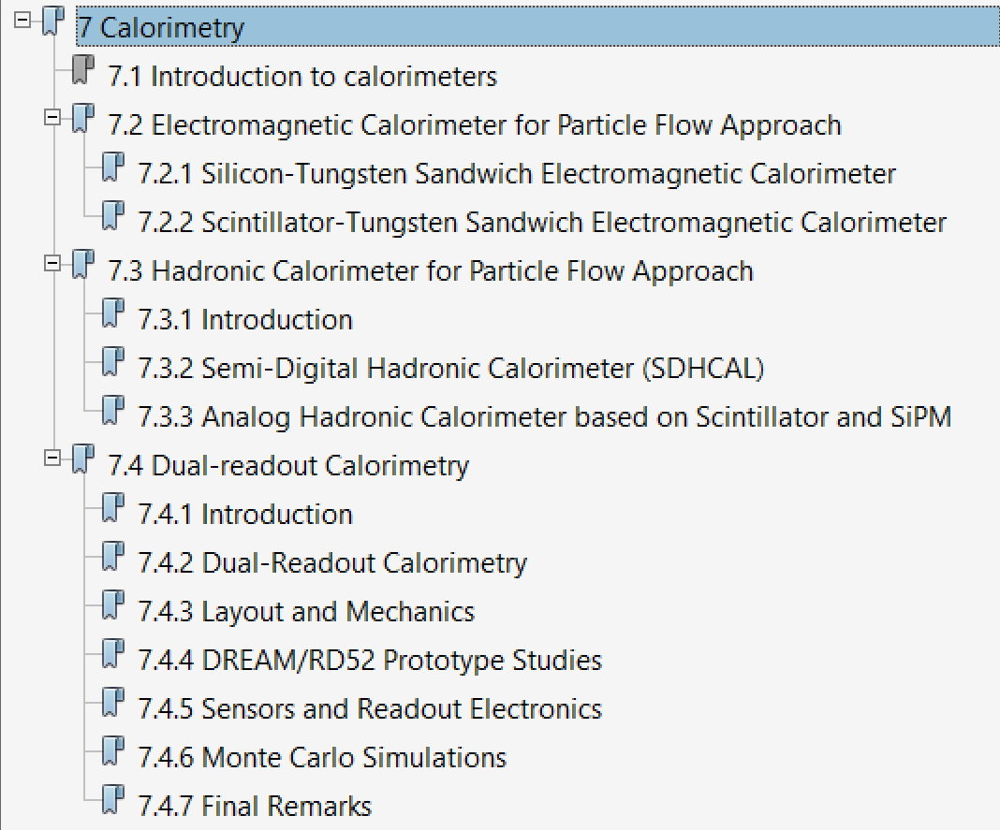 7 Calorimetry
7.1 Introduction to calorimeters
7.2 Electromagnetic Calorimeter for Particle Flow Approach
7.2.1 Silicon-Tungsten Sandwich Electromagnetic Calorimeter
7.2.2 Scintillator-Tungsten Sandwich Electromagnetic Calorimeter
7.3 Hadronic Calorimeter for Particle Flow Approach
7.3.1 Introduction
7.3.2 Semi-Digital Hadronic Calorimeter (SDHCAL)
7.3.3 Analog Hadronic Calorimeter based on Scintillator and SiPM
7.4 Dual-readout Calorimetry
7.4.1 Introduction
7.4.2 Dual-Readout Calorimetry
7.4.3 Layout and Mechanics
7.4.4 DREAM/RD52 Prototype Studies
7.4.5 Sensors and Readout Electronics
7.4.6 Monte Carlo Simulations
7.4.7 Final Remarks